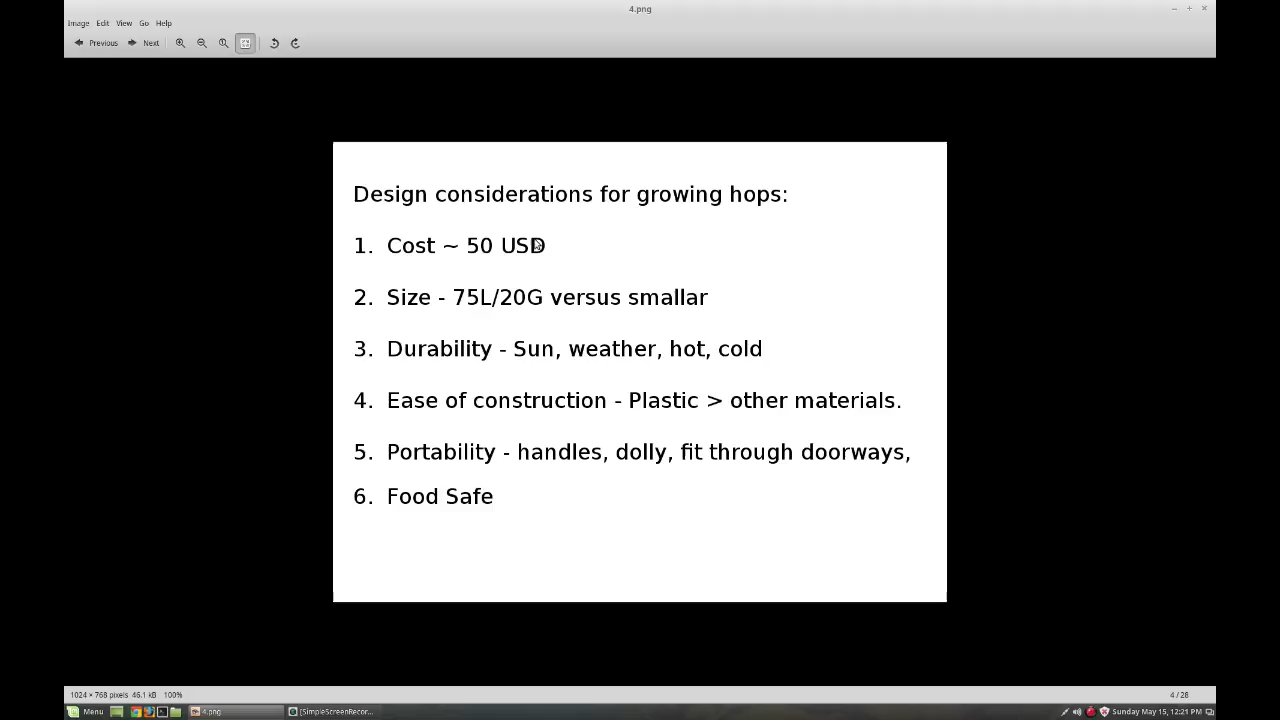 4.png
Image Edit View Go Help
Previous Next
Design considerations for growing hops:
1. Cost ~ 50 USD
2. Size - 75L/20G versus smallar
3. Durability - Sun, weather, hot, cold
4. Ease of construction - Plastic > other materials.
5. Portability - handles, dolly, fit through doorways,
6. Food Safe
1024 × 768 pixels 46.1 kB 100%
4 / 28
Menu 4.png [SimpleScreenRecor... Sunday May 15, 12:21 PM